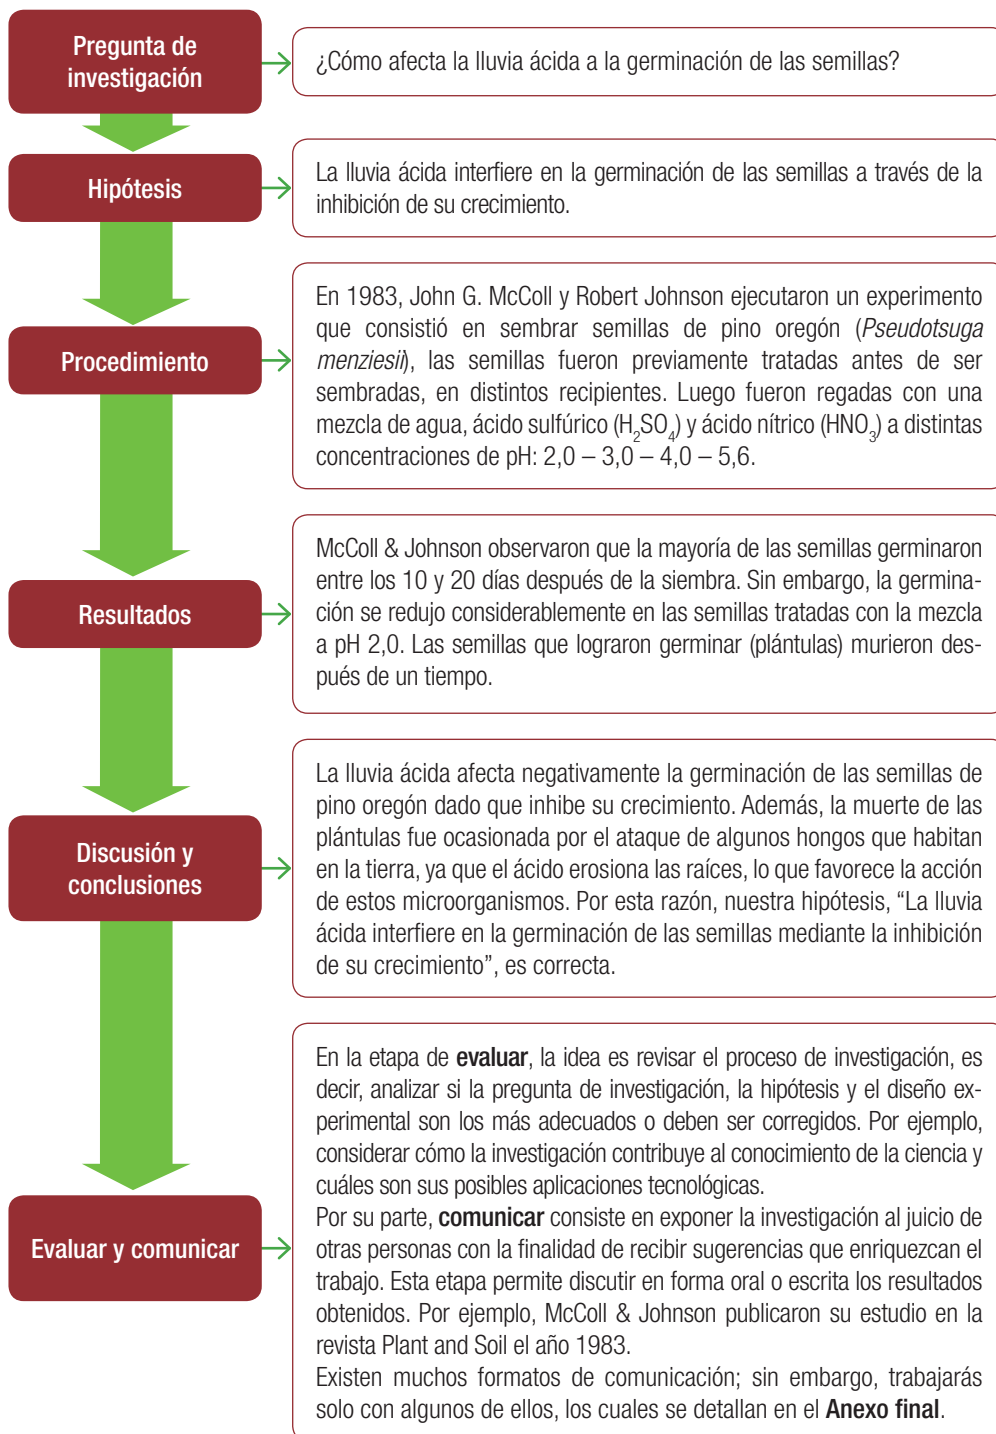 Pregunta de
investigación
¿Cómo afecta la lluvia ácida a la germinación de las semillas?
Hipótesis
La lluvia ácida interfiere en la germinación de las semillas a través de la
inhibición de su crecimiento.
Procedimiento
En 1983, John G. McColl y Robert Johnson ejecutaron un experimento
que consistió en sembrar semillas de pino oregón (Pseudotsuga
menziesii), las semillas fueron previamente tratadas antes de ser
sembradas, en distintos recipientes. Luego fueron regadas con una
mezcla de agua, ácido sulfúrico (H₂SO₄) y ácido nítrico (HNO₃) a distintas
concentraciones de pH: 2,0 – 3,0 – 4,0 – 5,6.
Resultados
McColl & Johnson observaron que la mayoría de las semillas germinaron
entre los 10 y 20 días después de la siembra. Sin embargo, la germina-
ción se redujo considerablemente en las semillas tratadas con la mezcla
a pH 2,0. Las semillas que lograron germinar (plántulas) murieron des-
pués de un tiempo.
Discusión y
conclusiones
La lluvia ácida afecta negativamente la germinación de las semillas de
pino oregón dado que inhibe su crecimiento. Además, la muerte de las
plántulas fue ocasionada por el ataque de algunos hongos que habitan
en la tierra, ya que el ácido erosiona las raíces, lo que favorece la acción
de estos microorganismos. Por esta razón, nuestra hipótesis, “La lluvia
ácida interfiere en la germinación de las semillas mediante la inhibición
de su crecimiento”, es correcta.
Evaluar y comunicar
En la etapa de evaluar, la idea es revisar el proceso de investigación, es
decir, analizar si la pregunta de investigación, la hipótesis y el diseño ex-
perimental son los más adecuados o deben ser corregidos. Por ejemplo,
considerar cómo la investigación contribuye al conocimiento de la ciencia y
cuáles son sus posibles aplicaciones tecnológicas.
Por su parte, comunicar consiste en exponer la investigación al juicio de
otras personas con la finalidad de recibir sugerencias que enriquezcan el
trabajo. Esta etapa permite discutir en forma oral o escrita los resultados
obtenidos. Por ejemplo, McColl & Johnson publicaron su estudio en la
revista Plant and Soil el año 1983.
Existen muchos formatos de comunicación; sin embargo, trabajarás
solo con algunos de ellos, los cuales se detallan en el Anexo final.